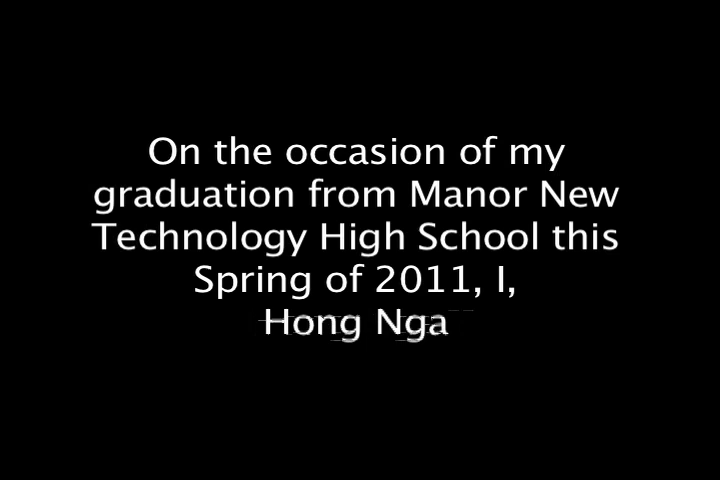 On the occasion of my
graduation from Manor New
Technology High School this
Spring of 2011, I,
Hong Nga